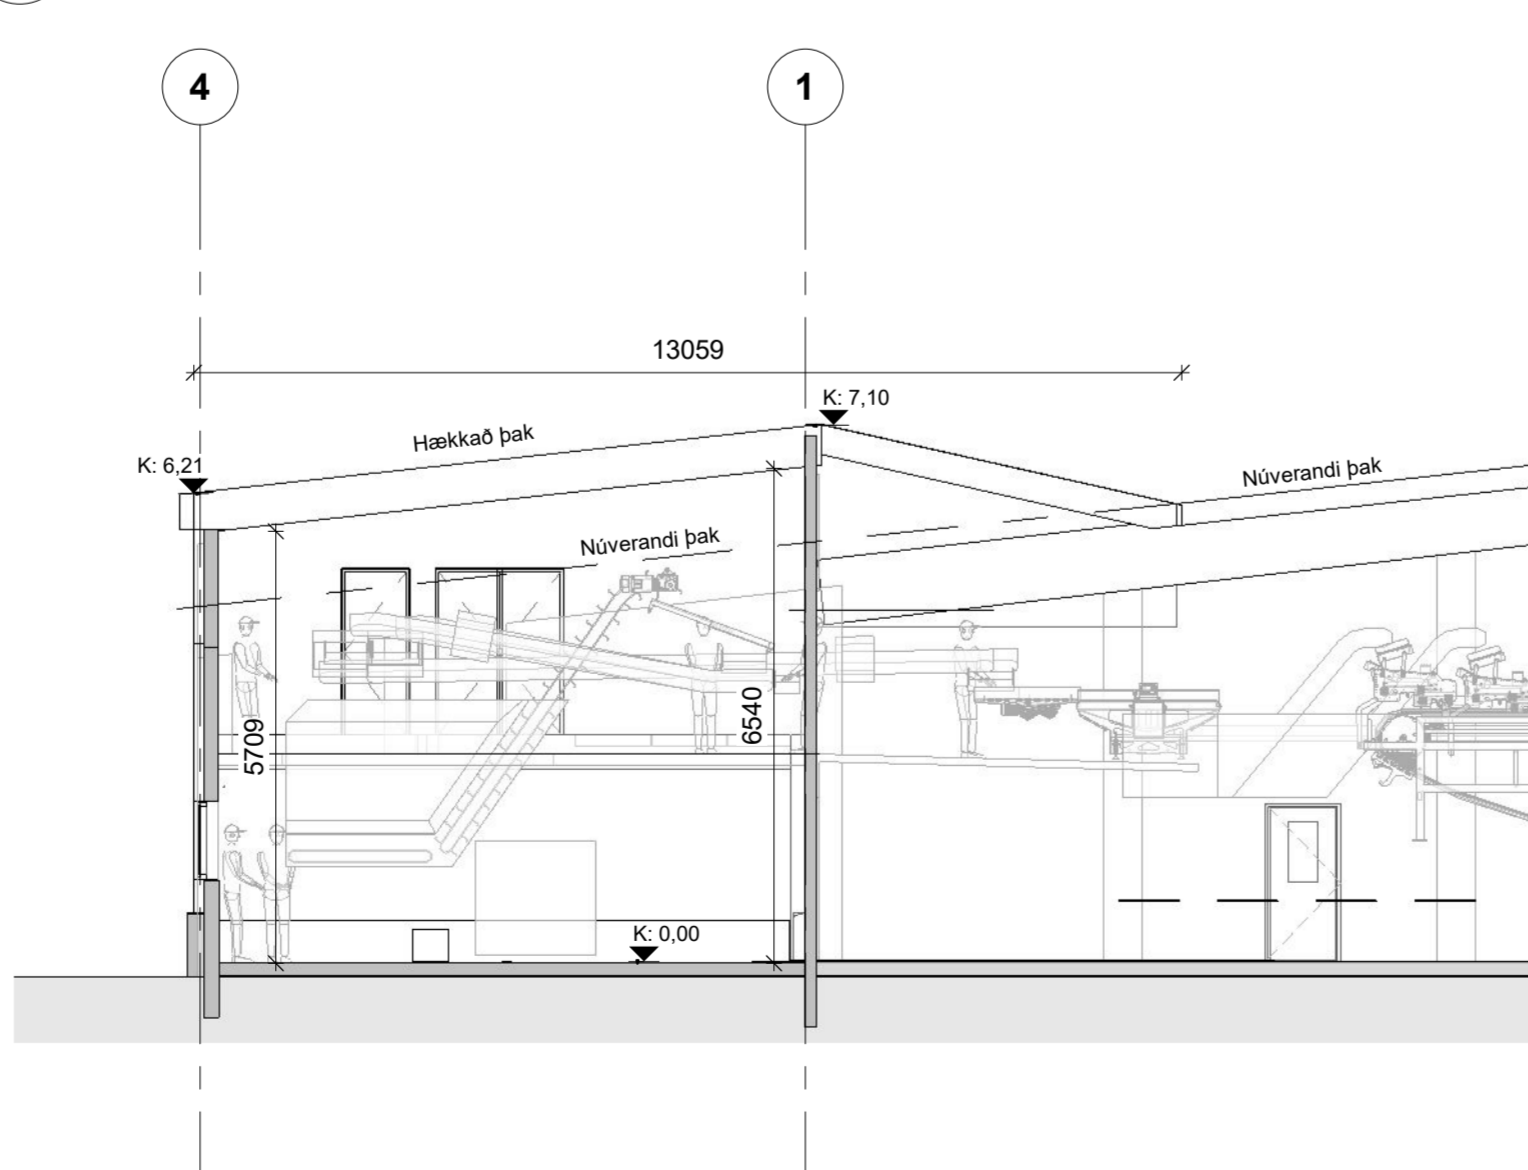 4
1
13059
K: 7,10
Hækkað þak
K: 6,21
Núverandi þak
Núverandi þak
5709
6540
K: 0,00